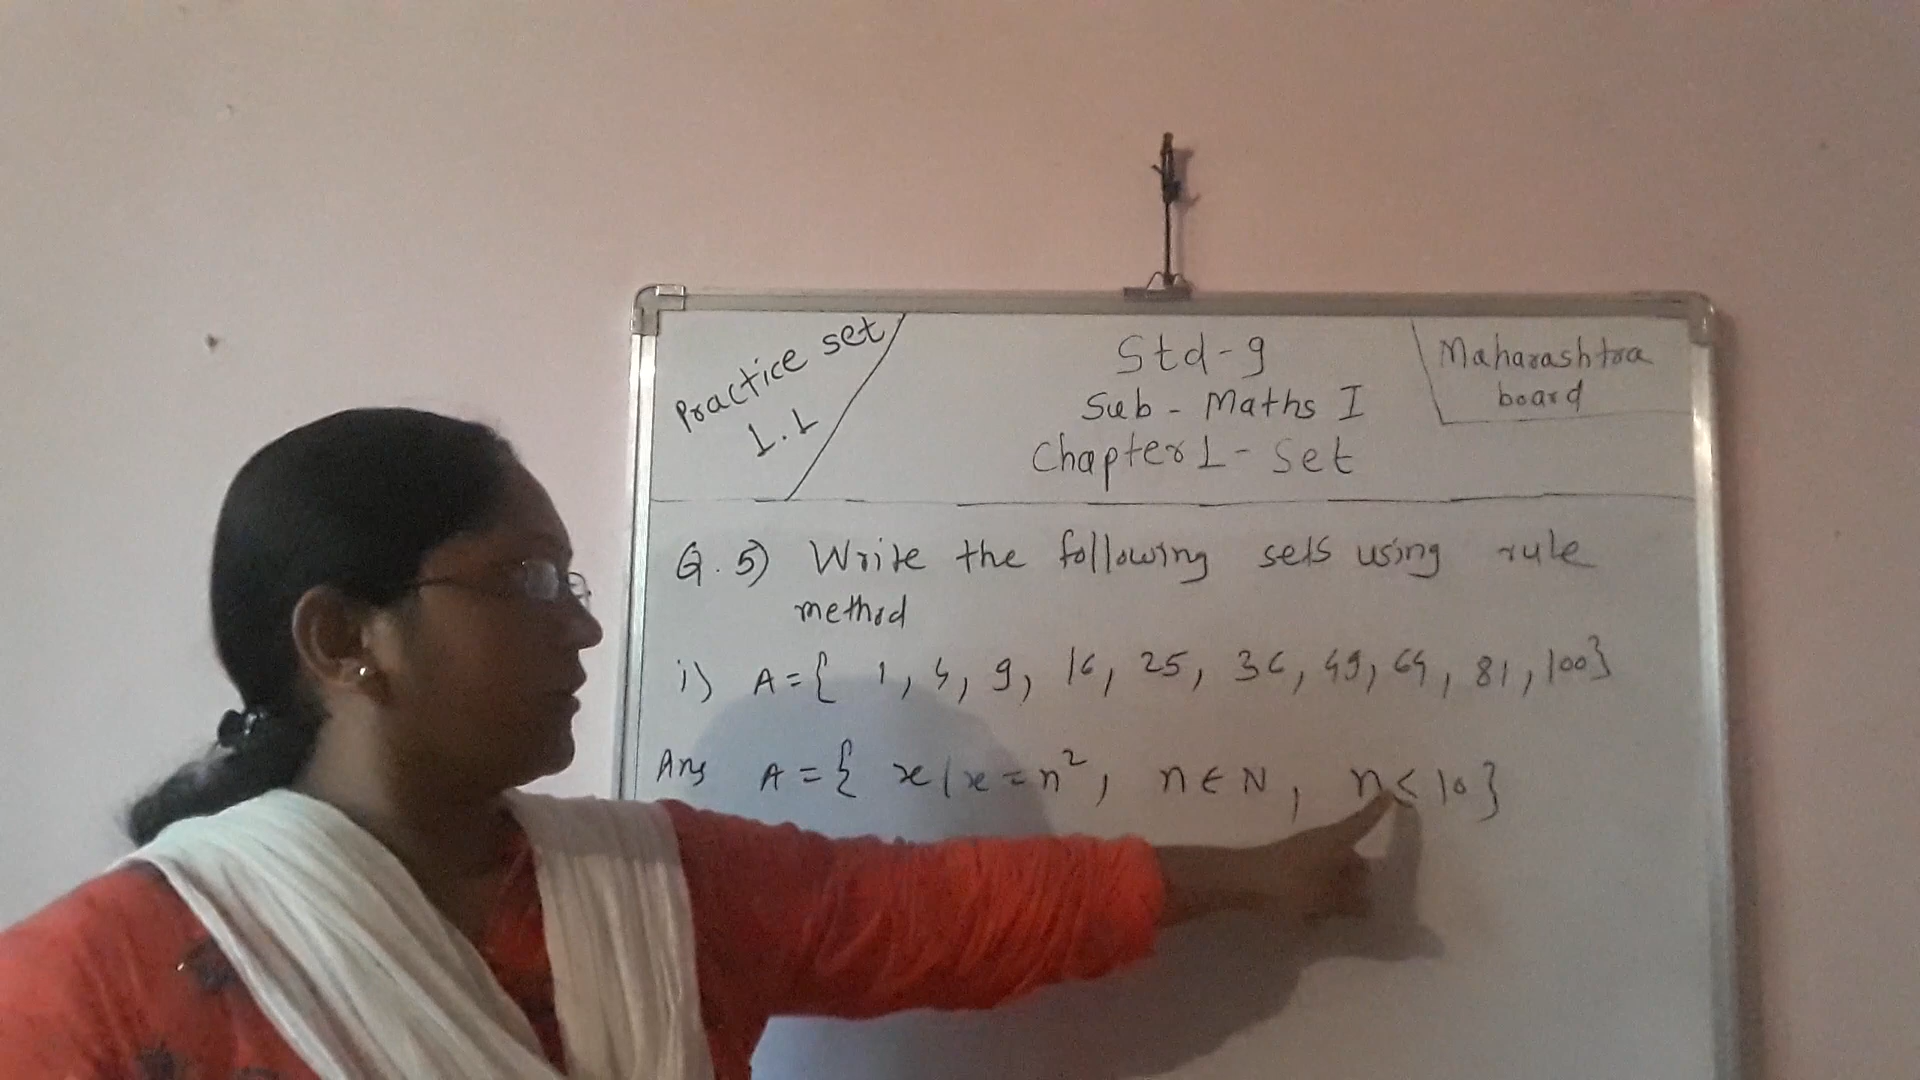 Practice set
1.1
Std-9
Sub - Maths I
Chapter 1 - Set
Maharashtra
board
Q.5) Write the following sets using rule
method
i) A = { 1, 4, 9, 16, 25, 36, 49, 64, 81, 100}
Ans A = { x/x = n², n ∈ N, n < 10}